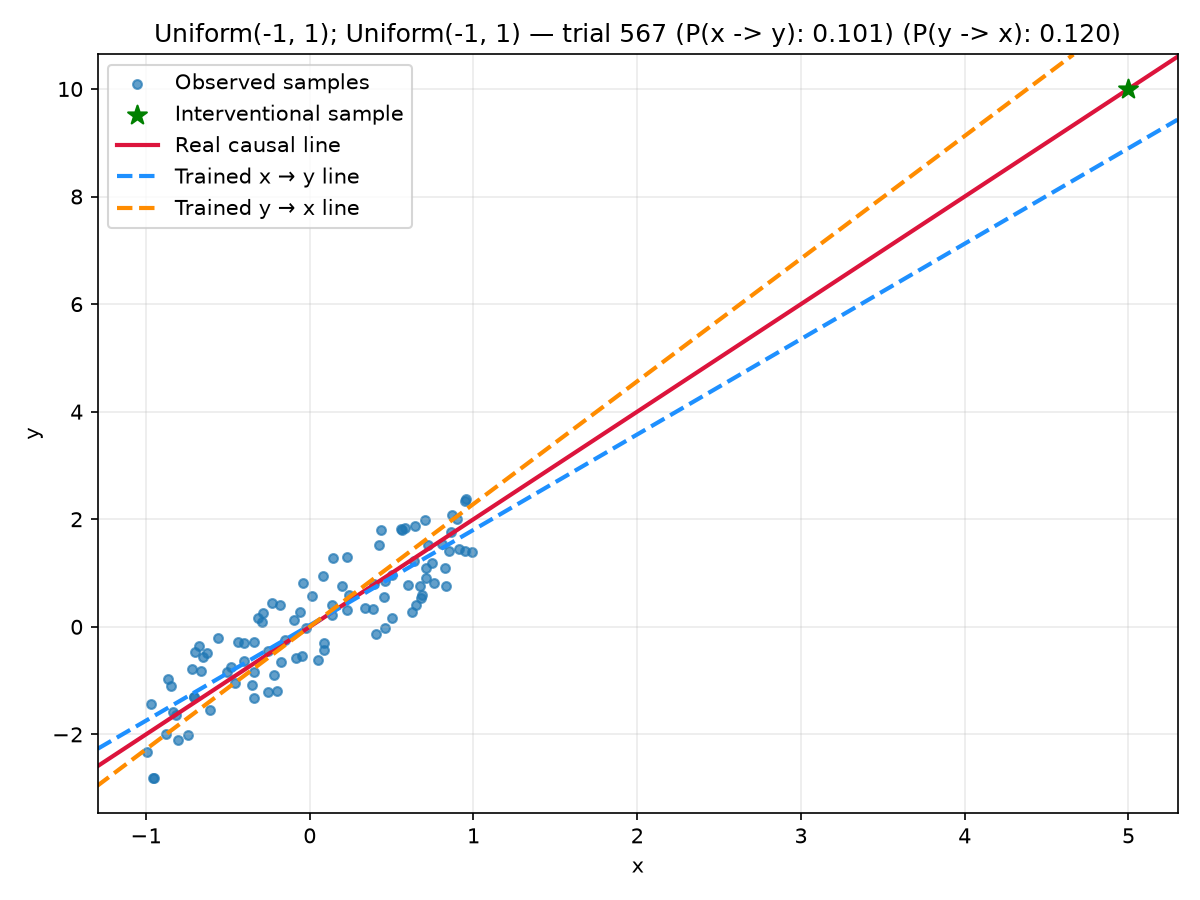 Uniform(-1, 1); Uniform(-1, 1) — trial 567 (P(x -> y): 0.101) (P(y -> x): 0.120)
Observed samples
Interventional sample
Real causal line
Trained x → y line
Trained y → x line
10
8
6
4
2
0
−2
y
−1
0
1
2
3
4
5
x